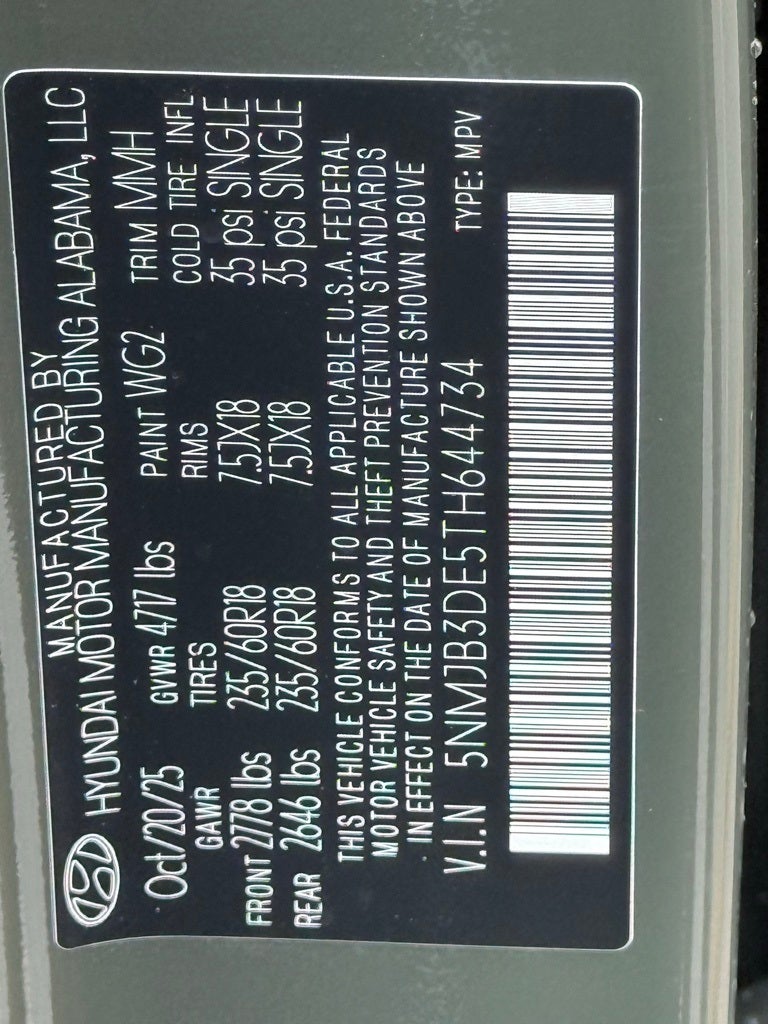 MANUFACTURED BY
HYUNDAI MOTOR MANUFACTURING ALABAMA, LLC
Oct/20/25 GVWR 4717 lbs PAINT WG2 TRIM MMH
GAWR TIRES RIMS COLD TIRE INFL
FRONT 2778 lbs 235/60R18 7.5JX18 35 psi SINGLE
REAR 2646 lbs 235/60R18 7.5JX18 35 psi SINGLE
THIS VEHICLE CONFORMS TO ALL APPLICABLE U.S.A. FEDERAL
MOTOR VEHICLE SAFETY AND THEFT PREVENTION STANDARDS
IN EFFECT ON THE DATE OF MANUFACTURE SHOWN ABOVE
V.I.N 5NMJB3DE5TH644734 TYPE: MPV